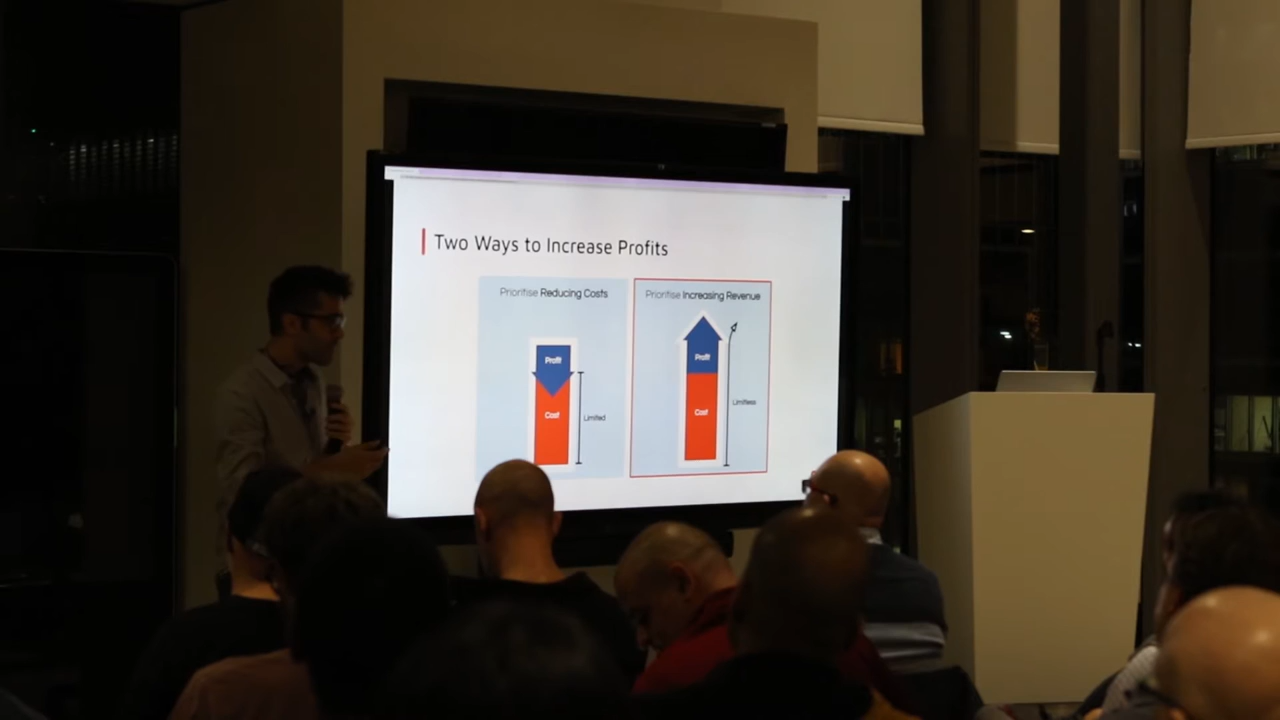 Two Ways to Increase Profits
Prioritise Reducing Costs
Profit
Cost
Limited
Prioritise Increasing Revenue
Profit
Cost
Limitless